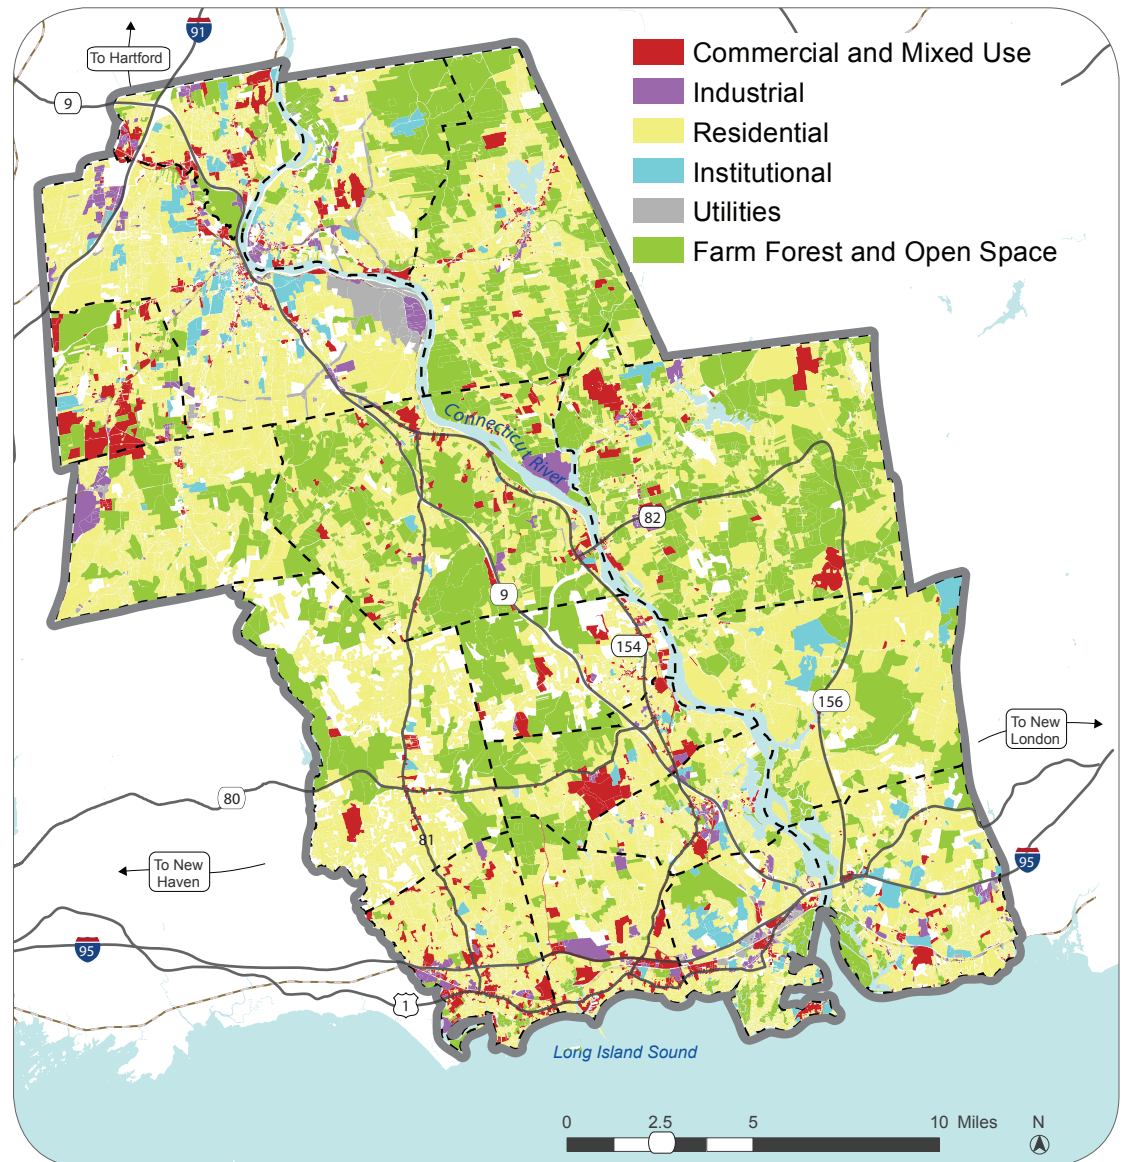 91
To Hartford
9
Commercial and Mixed Use
Industrial
Residential
Institutional
Utilities
Farm Forest and Open Space
Connecticut River
82
9
154
156
To New
London
80
81
To New
Haven
95
95
1
Long Island Sound
0
2.5
5
10 Miles
N